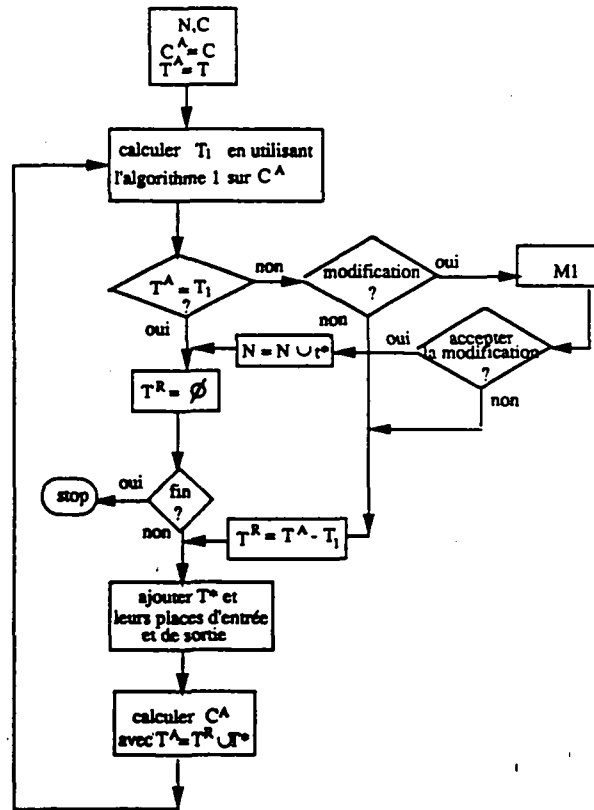 N,C
C^A = C
T^A = T
calculer T₁ en utilisant
l'algorithme 1 sur C^A
T^A = T₁
?
non
oui
modification
?
oui
non
M1
accepter
la modification
?
oui
non
N = N ∪ t*
T^R = Ø
fin
?
oui
non
stop
T^R = T^A - T₁
ajouter T* et
leurs places d'entrée
et de sortie
calculer C^A
avec T^A = T^R ∪ T*